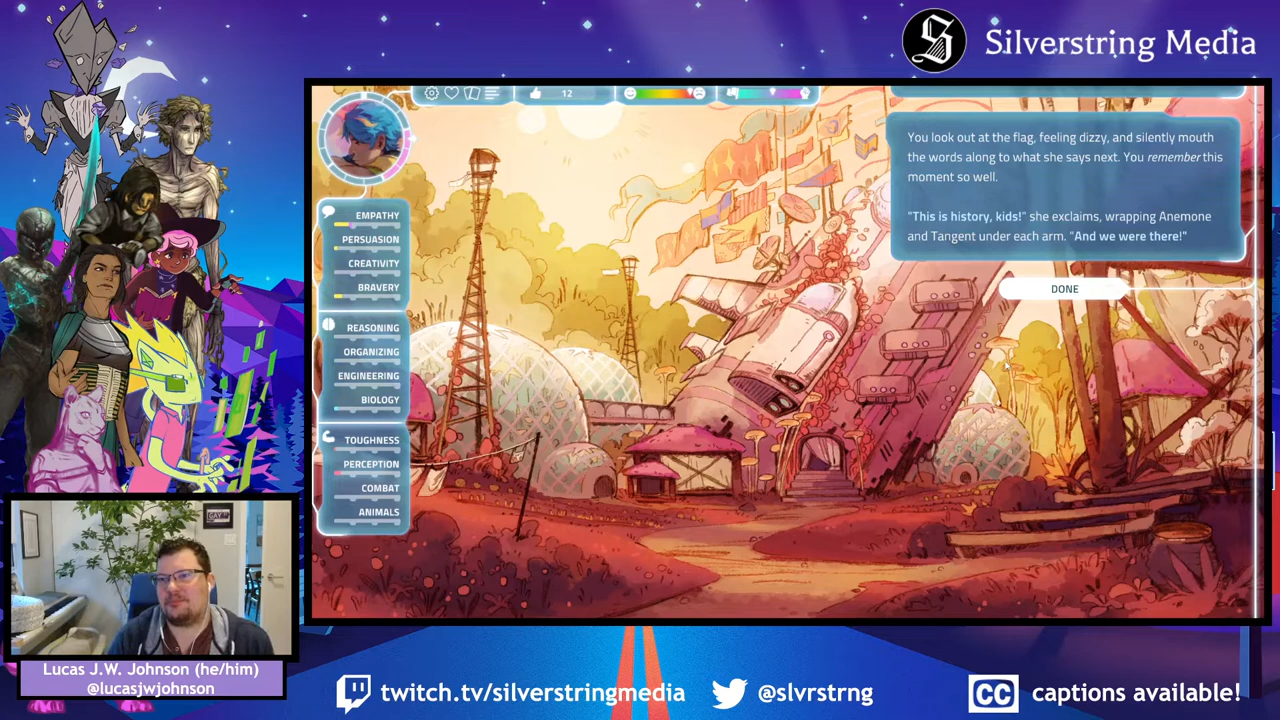 Silverstring Media
12
You look out at the flag, feeling dizzy, and silently mouth
the words along to what she says next. You remember this
moment so well.
"This is history, kids!" she exclaims, wrapping Anemone
and Tangent under each arm. "And we were there!"
DONE
EMPATHY
PERSUASION
CREATIVITY
BRAVERY
REASONING
ORGANIZING
ENGINEERING
BIOLOGY
TOUGHNESS
PERCEPTION
COMBAT
ANIMALS
GAY
Lucas J.W. Johnson (he/him)
@lucasjwjohnson
twitch.tv/silverstringmedia
@slvrstrng
CC
captions available!